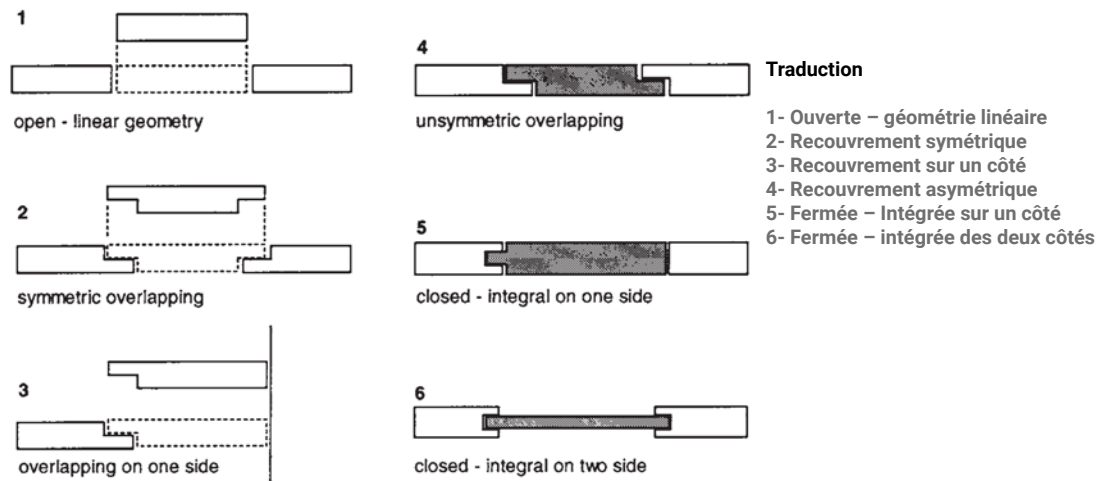 1
open - linear geometry
2
symmetric overlapping
3
overlapping on one side
4
unsymmetric overlapping
5
closed - integral on one side
6
closed - integral on two side
Traduction
1- Ouverte – géométrie linéaire
2- Recouvrement symétrique
3- Recouvrement sur un côté
4- Recouvrement asymétrique
5- Fermée – Intégrée sur un côté
6- Fermée – intégrée des deux côtés